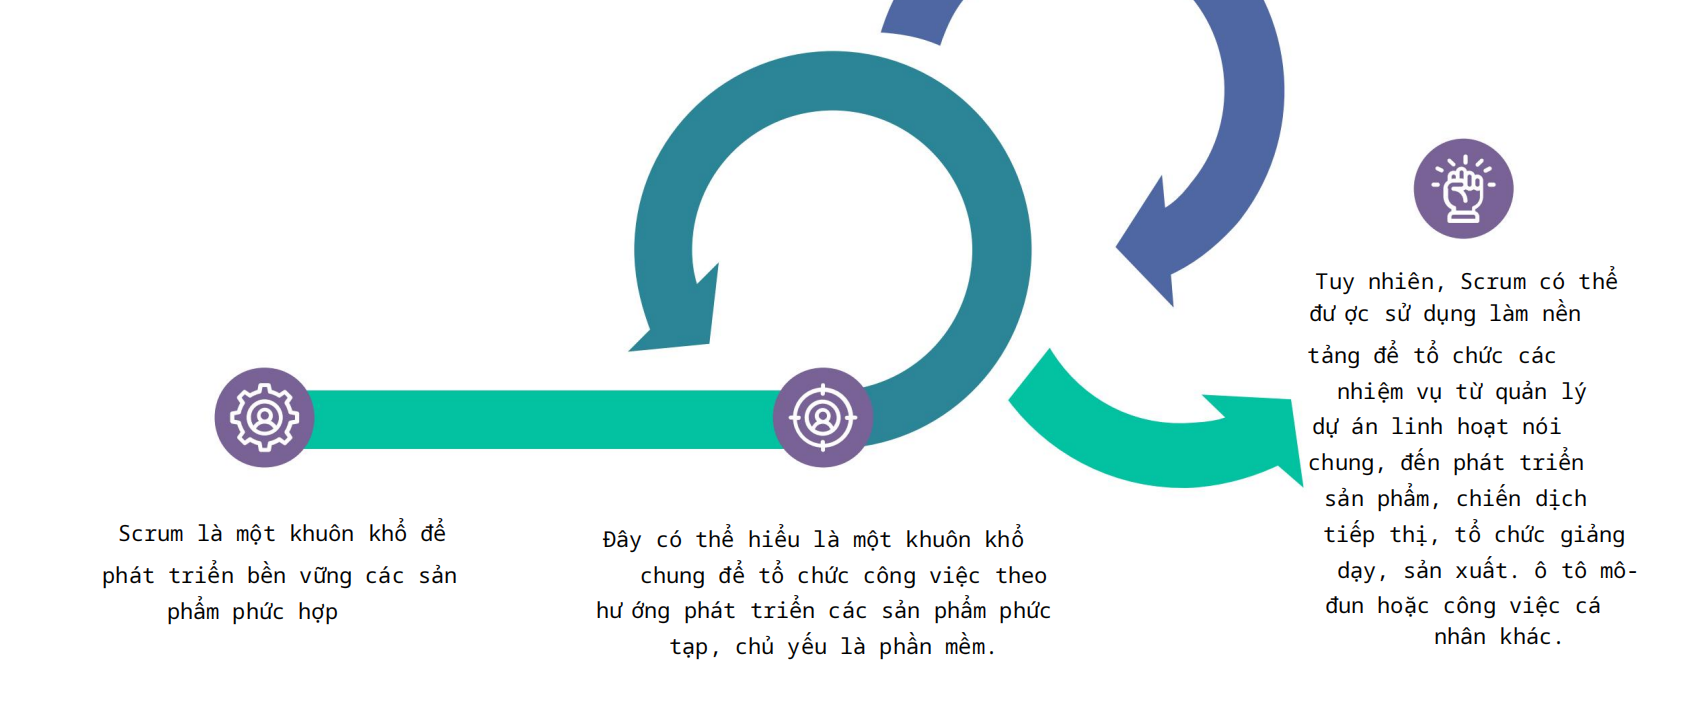 Scrum là một khuôn khổ để
phát triển bền vững các sản
phẩm phức hợp
Đây có thể hiểu là một khuôn khổ
chung để tổ chức công việc theo
hư ớng phát triển các sản phẩm phức
tạp, chủ yếu là phần mềm.
Tuy nhiên, Scrum có thể
đư ợc sử dụng làm nền
tảng để tổ chức các
nhiệm vụ từ quản lý
dự án linh hoạt nói
chung, đến phát triển
sản phẩm, chiến dịch
tiếp thị, tổ chức giảng
dạy, sản xuất. ô tô mô-
đun hoặc công việc cá
nhân khác.